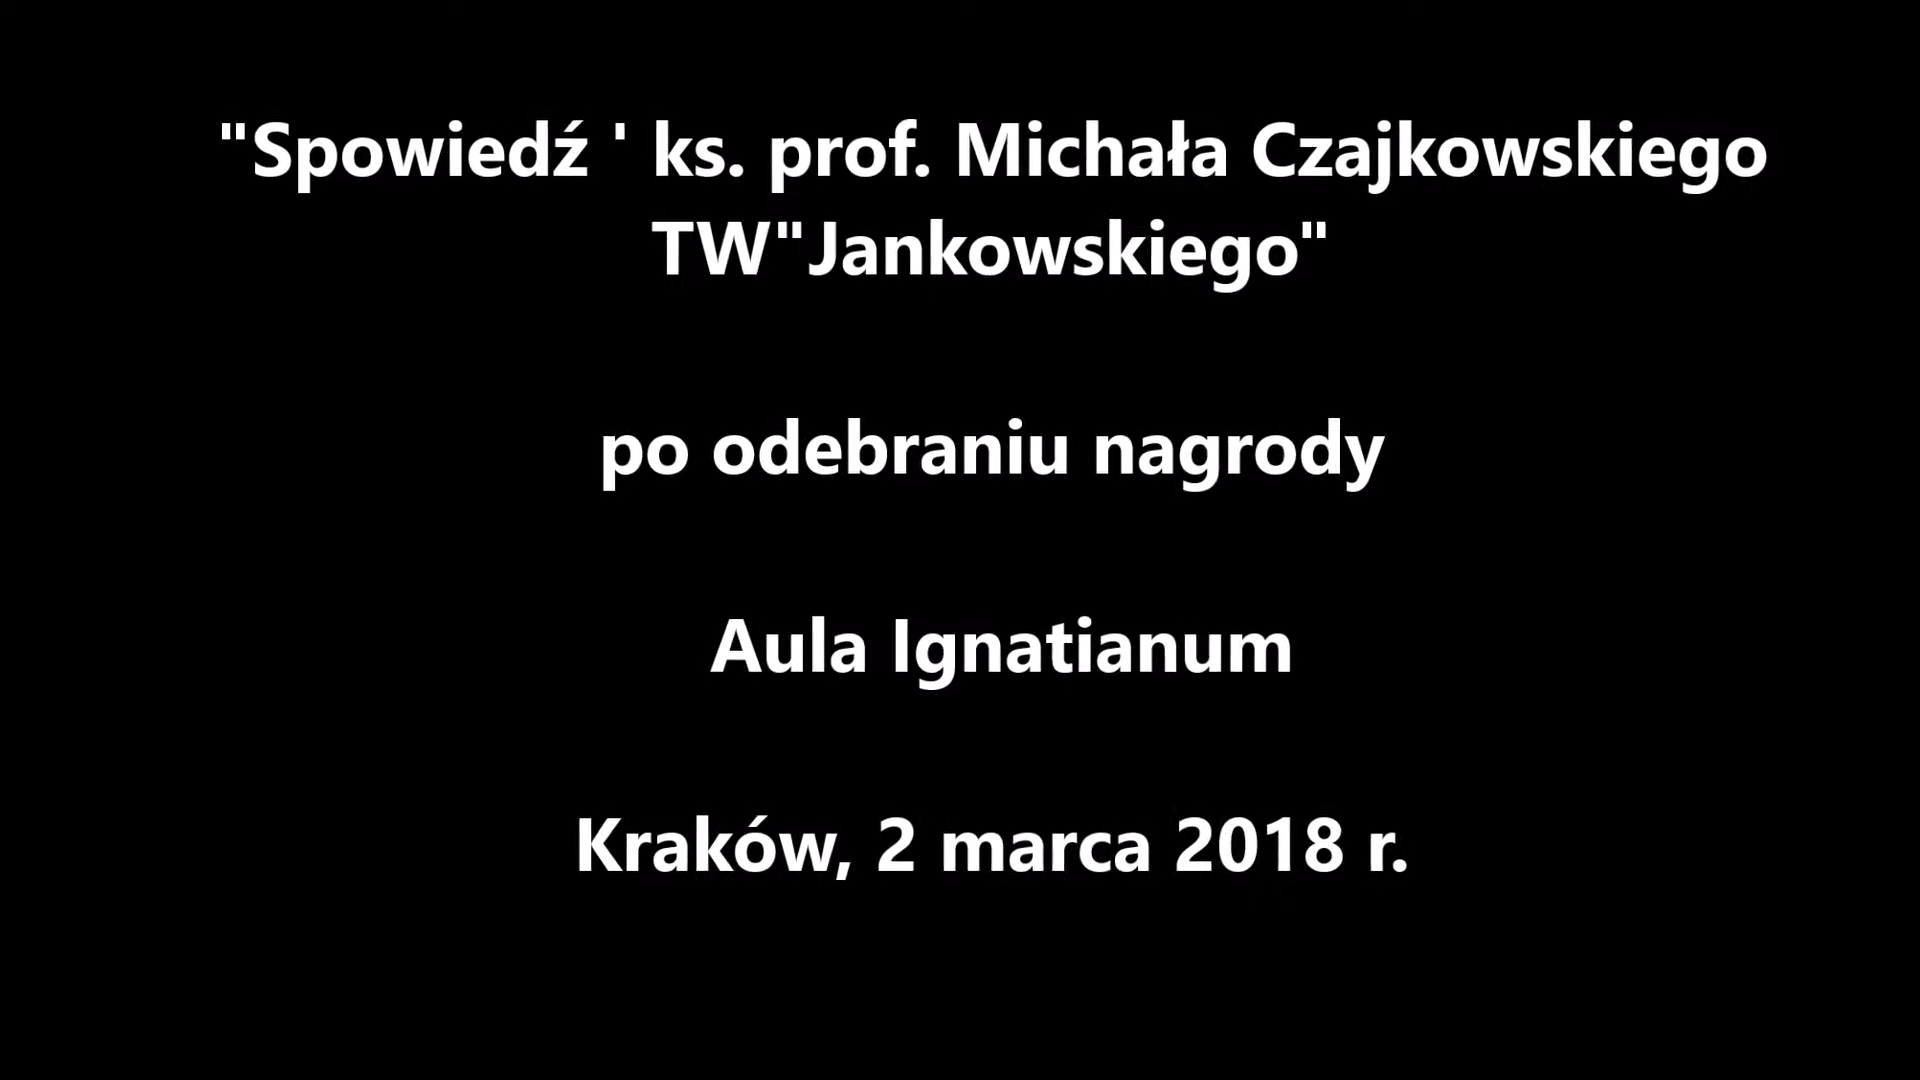 "Spowiedź ' ks. prof. Michała Czajkowskiego
TW"Jankowskiego"
po odebraniu nagrody
Aula Ignatianum
Kraków, 2 marca 2018 r.